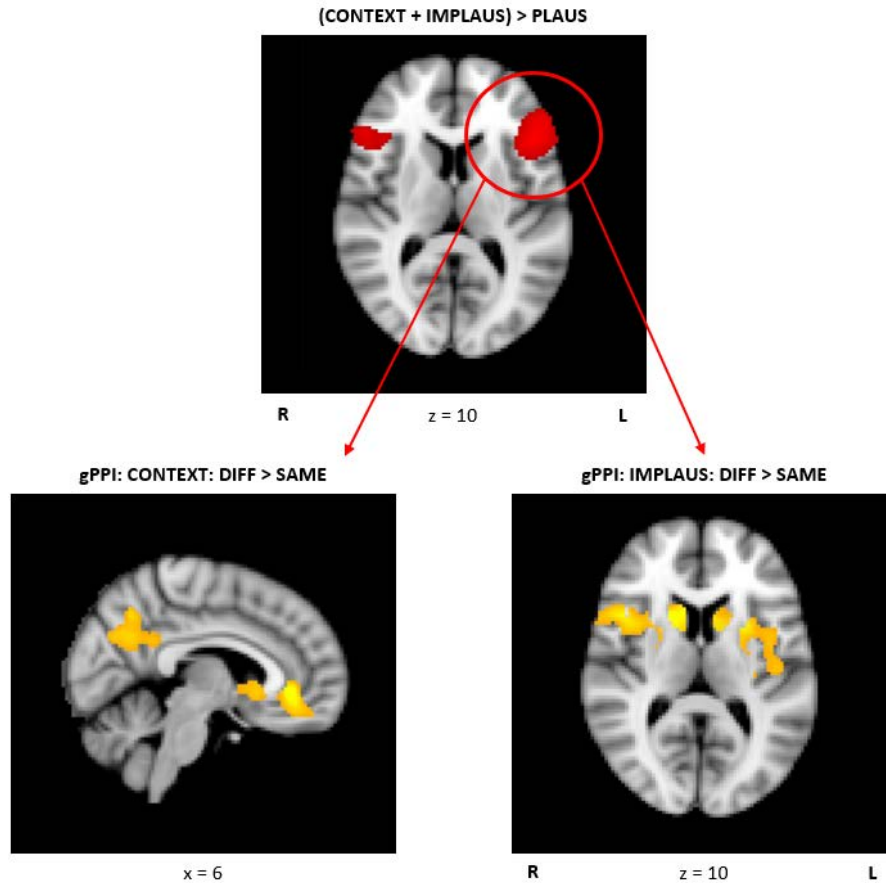 (CONTEXT + IMPLAUS) > PLAUS
R z = 10 L
gPPI: CONTEXT: DIFF > SAME
gPPI: IMPLAUS: DIFF > SAME
x = 6
R z = 10 L